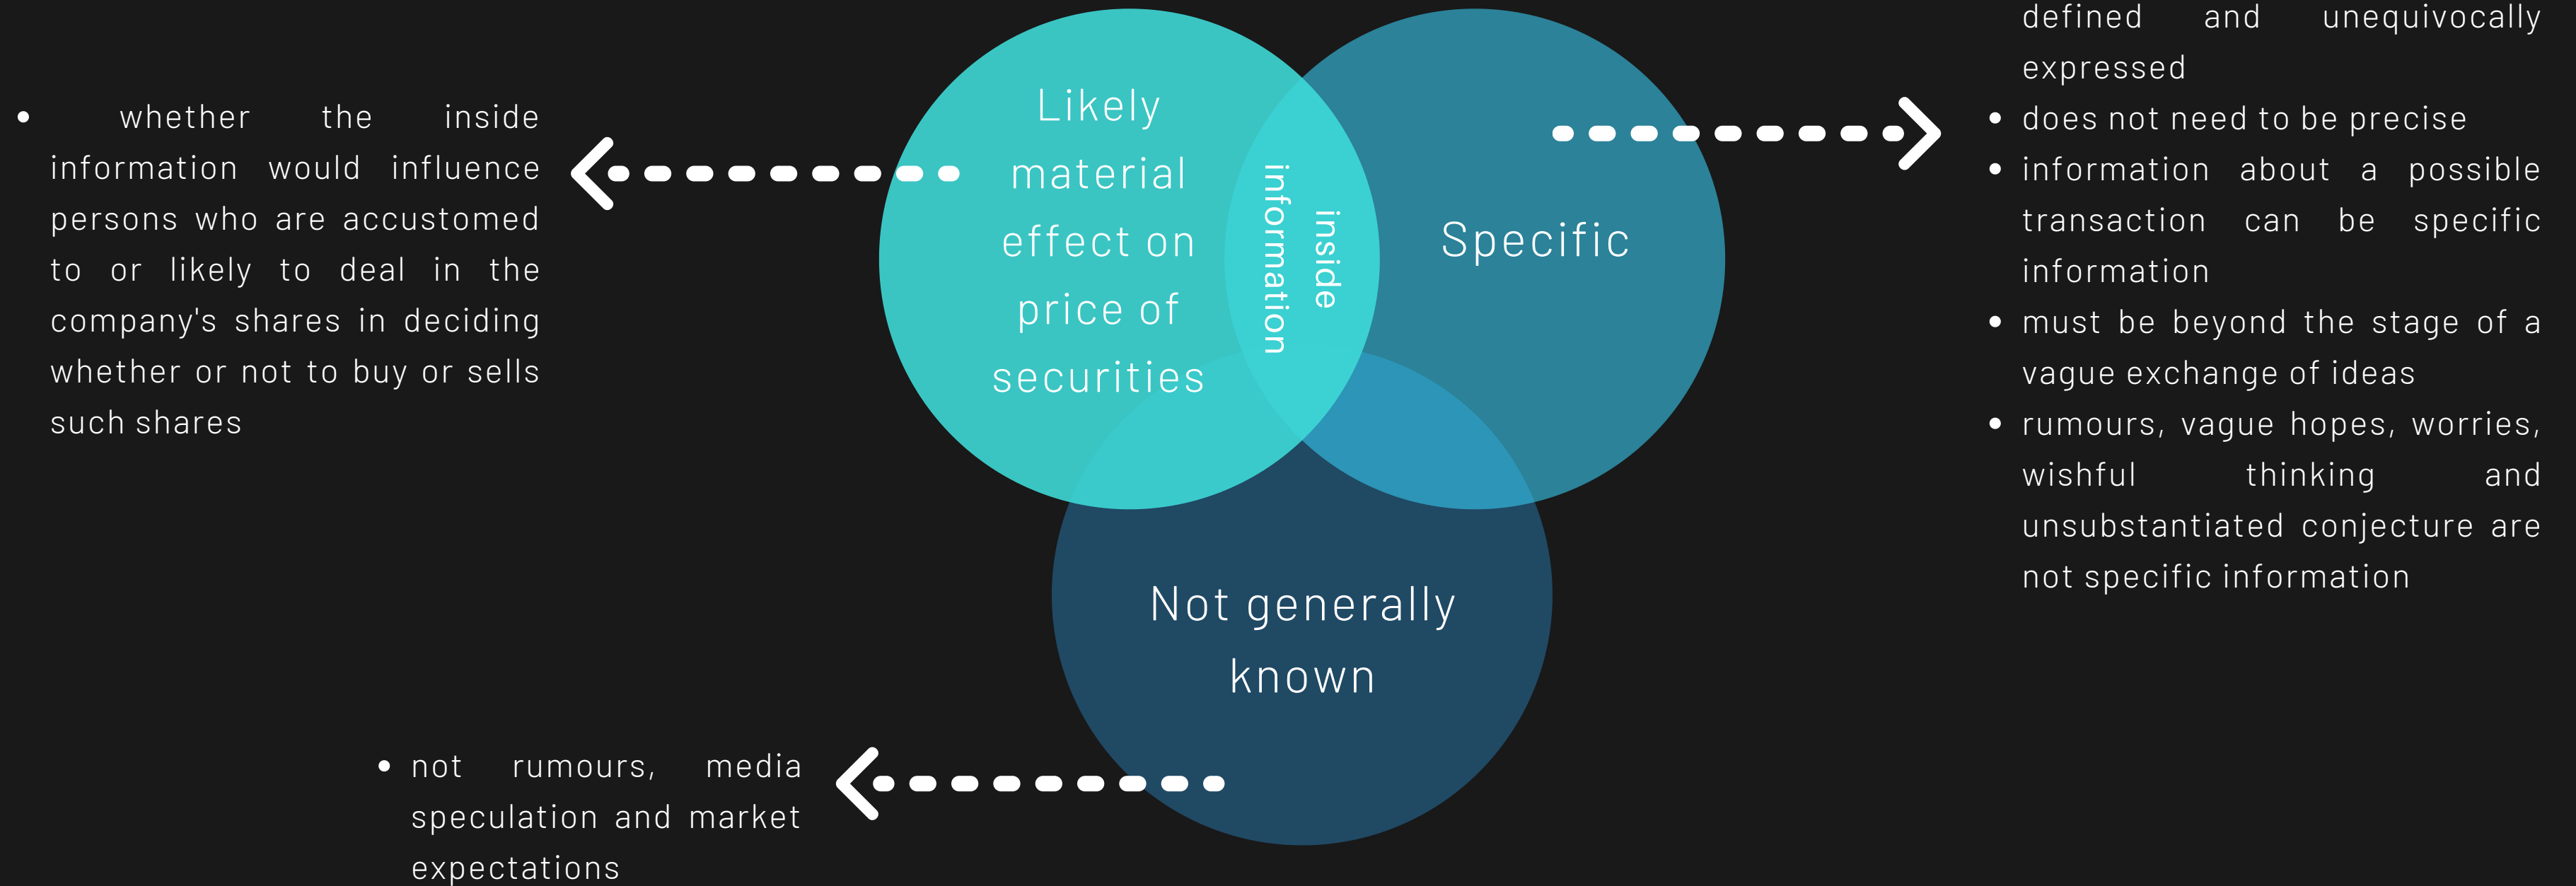 whether the inside
information would influence
persons who are accustomed
to or likely to deal in the
company's shares in deciding
whether or not to buy or sells
such shares
Likely
material
effect on
price of
securities
inside
information
Specific
defined and unequivocally
expressed
does not need to be precise
information about a possible
transaction can be specific
information
must be beyond the stage of a
vague exchange of ideas
rumours, vague hopes, worries,
wishful thinking and
unsubstantiated conjecture are
not specific information
Not generally
known
not rumours, media
speculation and market
expectations